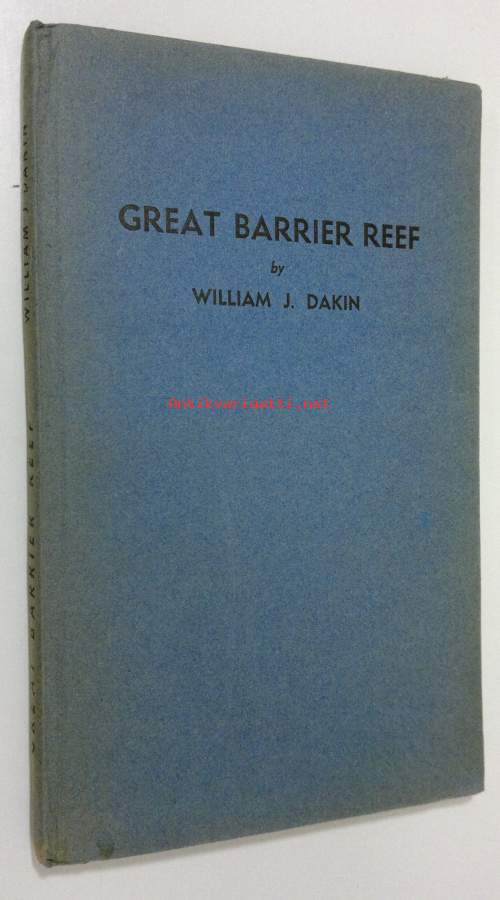 GREAT BARRIER REEF
by
WILLIAM J. DAKIN
Antikvariaatti.net
WILLIAM J DAKIN
GREAT BARRIER REEF